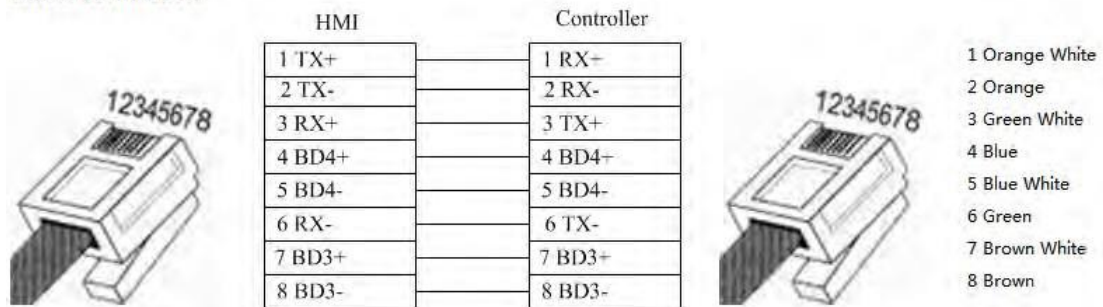 HMI Controller
1 TX+ 1 RX+
2 TX- 2 RX-
3 RX+ 3 TX+
4 BD4+ 4 BD4+
5 BD4- 5 BD4-
6 RX- 6 TX-
7 BD3+ 7 BD3+
8 BD3- 8 BD3-
12345678
12345678
1 Orange White
2 Orange
3 Green White
4 Blue
5 Blue White
6 Green
7 Brown White
8 Brown